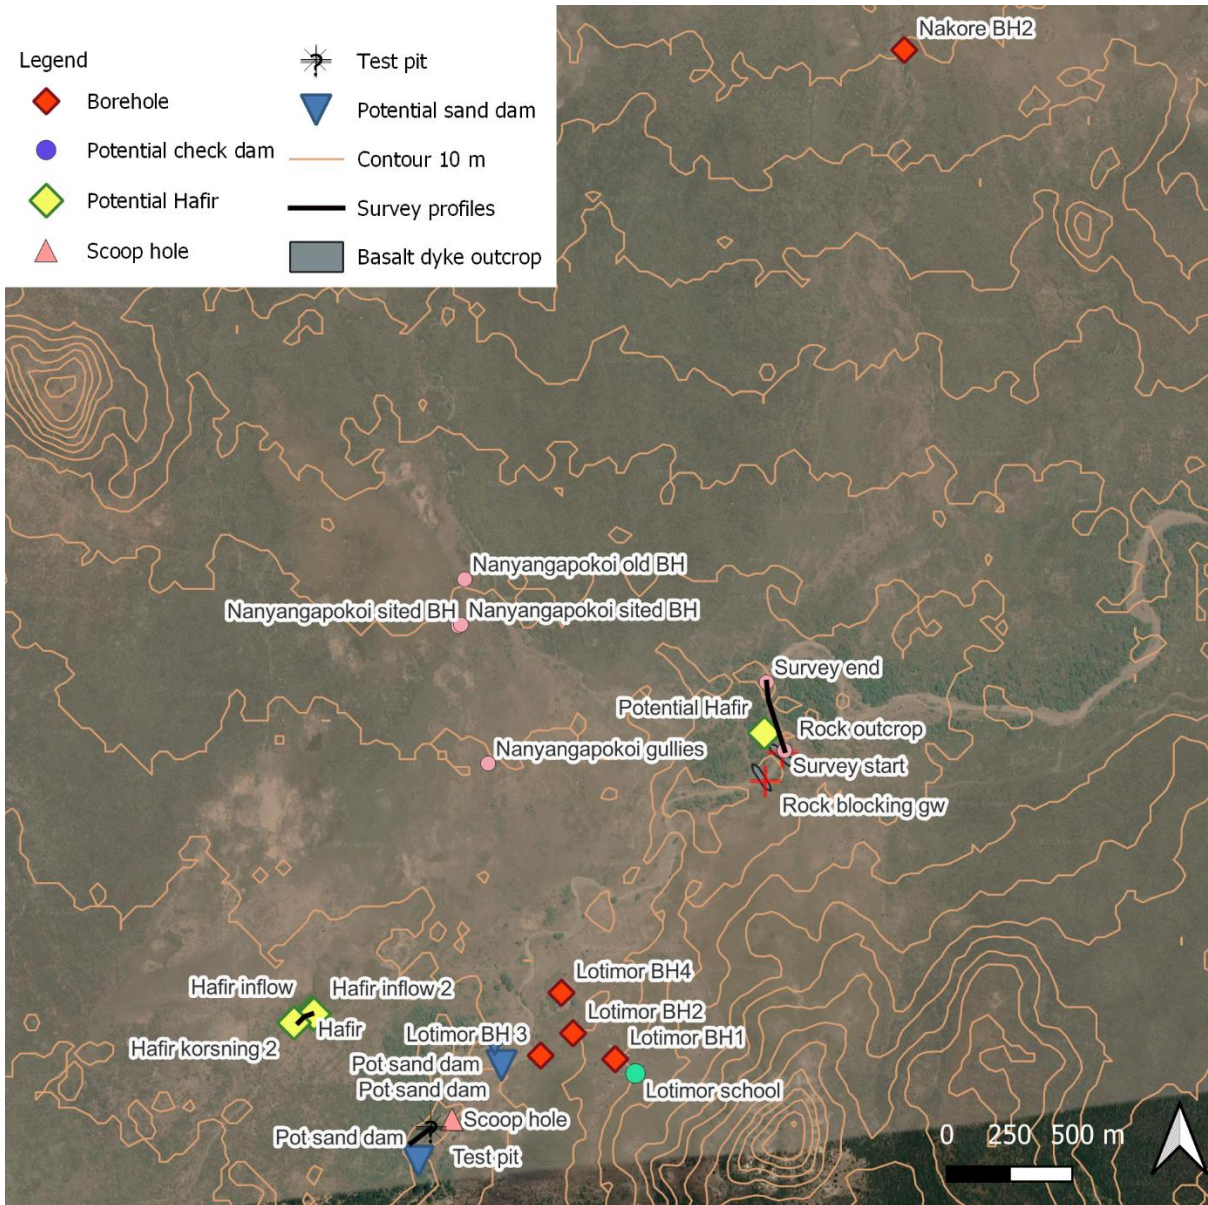 Legend
Borehole
Potential check dam
Potential Hafir
Scoop hole
Test pit
Potential sand dam
Contour 10 m
Survey profiles
Basalt dyke outcrop
Nakore BH2
Nanyangapokoi old BH
Nanyangapokoi sited BH
Nanyangapokoi sited BH
Survey end
Potential Hafir
Rock outcrop
Nanyangapokoi gullies
Survey start
Rock blocking gw
Lotimor BH4
Hafir inflow
Hafir inflow 2
Lotimor BH2
Hafir
Lotimor BH 3
Lotimor BH1
Hafir korsning 2
Pot sand dam
Pot sand dam
Lotimor school
Scoop hole
Pot sand dam
Test pit
0 250 500 m